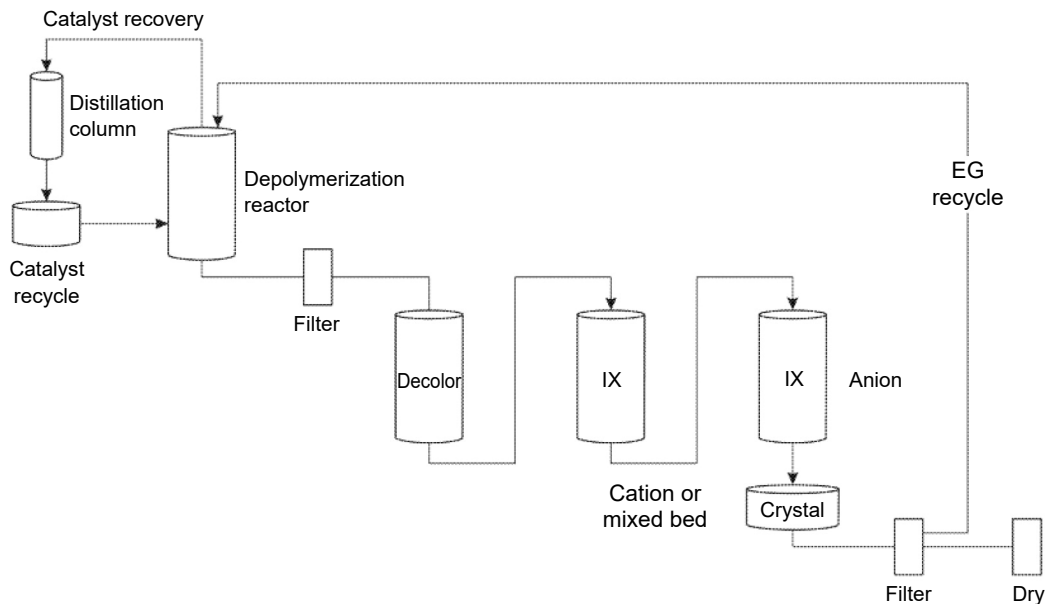 Catalyst recovery
Distillation
column
Depolymerization
reactor
EG
recycle
Catalyst
recycle
Filter
Decolor
IX
IX
Anion
Cation or
mixed bed
Crystal
Filter
Dry